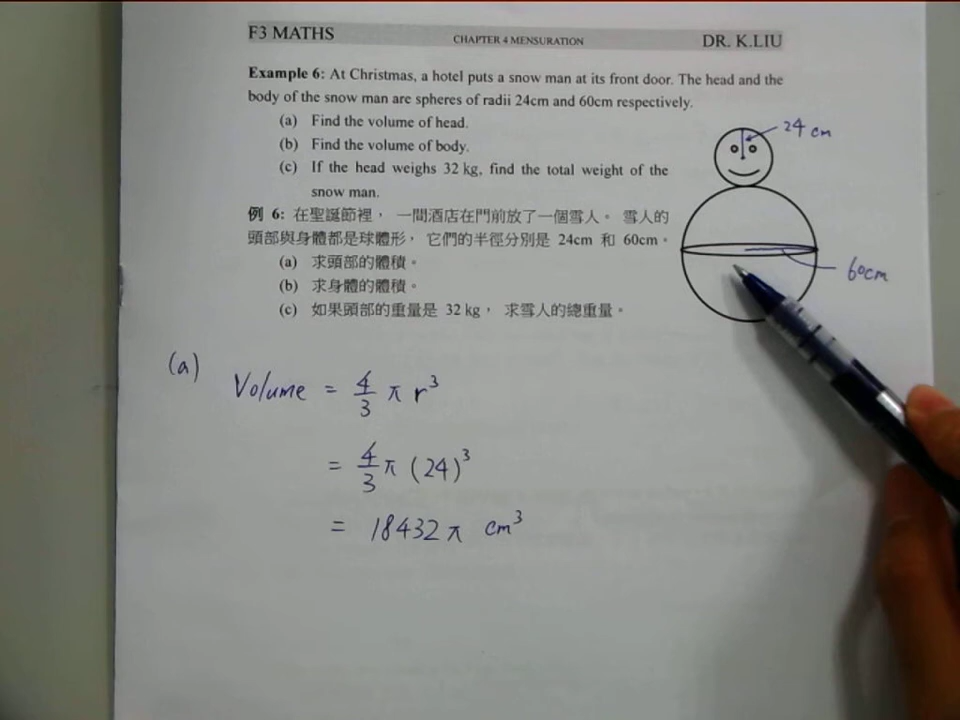 F3 MATHS CHAPTER 4 MENSURATION DR. K.LIU
Example 6: At Christmas, a hotel puts a snow man at its front door. The head and the
body of the snow man are spheres of radii 24cm and 60cm respectively.
(a) Find the volume of head.
(b) Find the volume of body.
(c) If the head weighs 32 kg, find the total weight of the
snow man.
例 6: 在聖誕節裡， 一間酒店在門前放了一個雪人。 雪人的
頭部與身體都是球體形， 它們的半徑分別是 24cm 和 60cm。
(a) 求頭部的體積。
(b) 求身體的體積。
(c) 如果頭部的重量是 32 kg， 求雪人的總重量。
24 cm
60cm
(a) Volume = 4/3 π r³
= 4/3 π (24)³
= 18432 π cm³